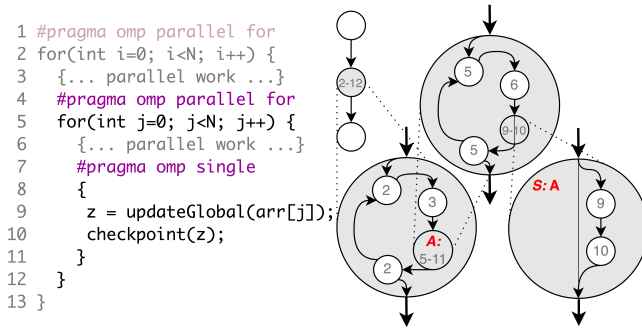 1 #pragma omp parallel for
2 for(int i=0; i<N; i++) {
3 {... parallel work ...}
4 #pragma omp parallel for
5 for(int j=0; j<N; j++) {
6 {... parallel work ...}
7 #pragma omp single
8 {
9 z = updateGlobal(arr[j]);
10 checkpoint(z);
11 }
12 }
13 }
2-12
5
6
9-10
5
2
3
A:
5-11
2
S: A
9
10